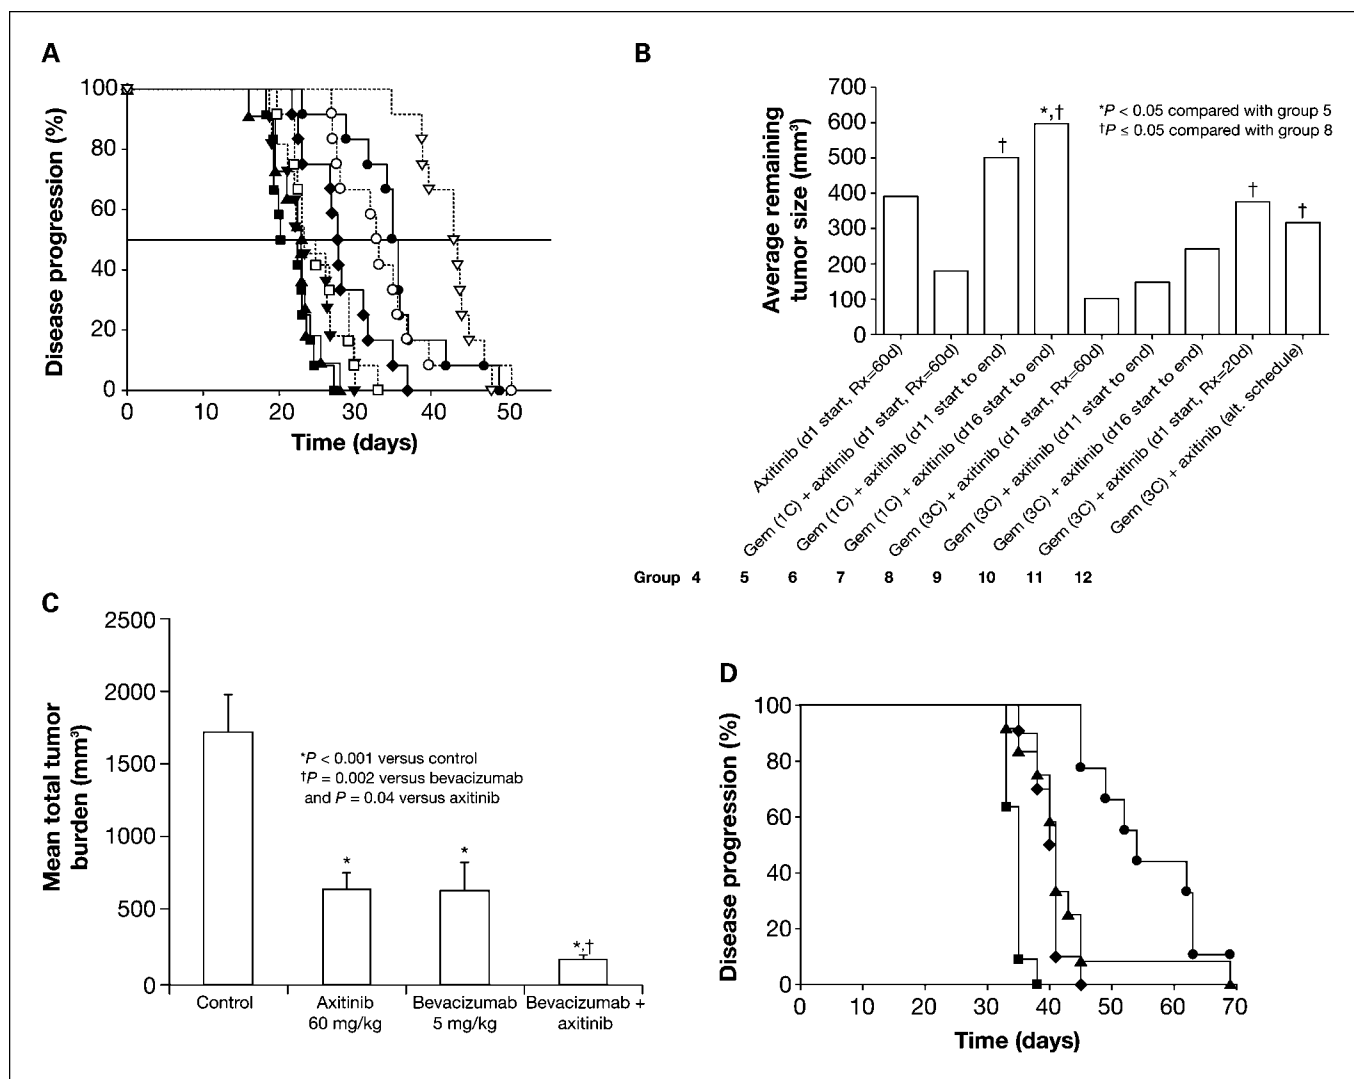 A
Disease progression (%)
100
80
60
40
20
0
0 10 20 30 40 50
Time (days)
B
Average remaining
tumor size (mm³)
700
600
500
400
300
200
100
0
*P < 0.05 compared with group 5
†P ≤ 0.05 compared with group 8
†
*,†
†
†
Axitinib (d1 start, Rx=60d)
Gem (1C) + axitinib (d1 start, Rx=60d)
Gem (1C) + axitinib (d11 start to end)
Gem (1C) + axitinib (d16 start to end)
Gem (3C) + axitinib (d1 start, Rx=60d)
Gem (3C) + axitinib (d11 start to end)
Gem (3C) + axitinib (d16 start to end)
Gem (3C) + axitinib (d1 start, Rx=20d)
Gem (3C) + axitinib (alt. schedule)
Group 4 5 6 7 8 9 10 11 12
C
Mean total tumor
burden (mm³)
2500
2000
1500
1000
500
0
*P < 0.001 versus control
†P = 0.002 versus bevacizumab
and P = 0.04 versus axitinib
*
*
*,†
Control
Axitinib
60 mg/kg
Bevacizumab
5 mg/kg
Bevacizumab +
axitinib
D
Disease progression (%)
100
80
60
40
20
0
0 10 20 30 40 50 60 70
Time (days)